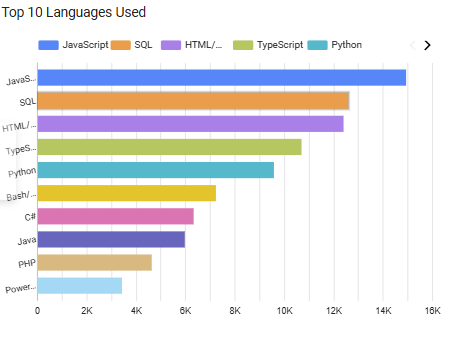 Top 10 Languages Used
JavaScript SQL HTML/... TypeScript Python
JavaS...
SQL
HTML/...
TypeS...
Python
Bash/...
C#
Java
PHP
Power...
0 2K 4K 6K 8K 10K 12K 14K 16K